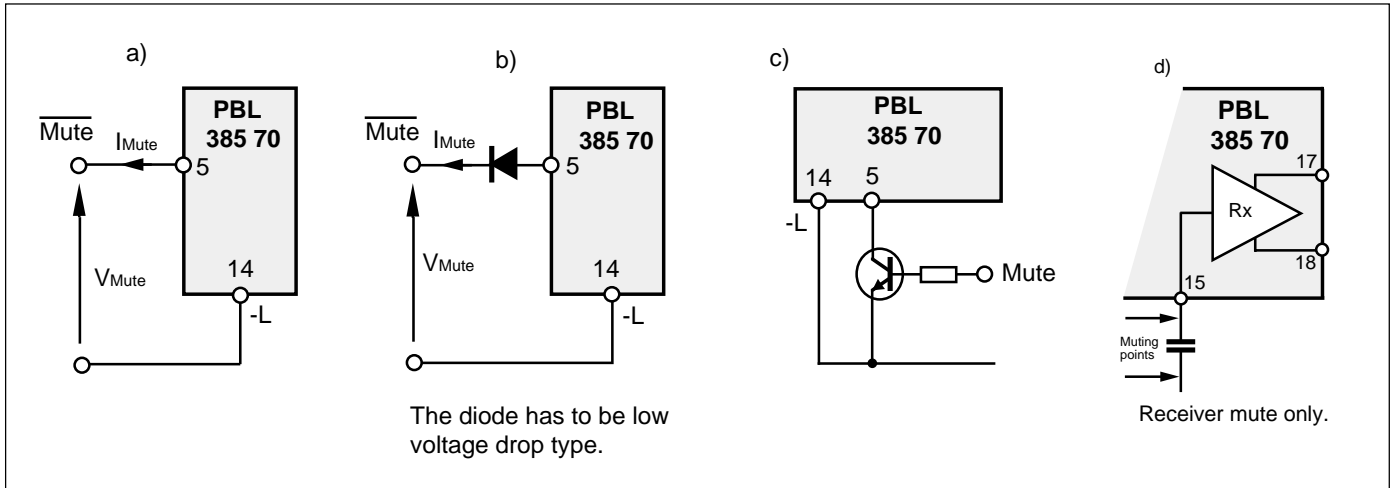 a)
Mute
IMute
PBL
385 70
5
VMute
14
-L
b)
Mute
IMute
PBL
385 70
5
VMute
14
-L
The diode has to be low
voltage drop type.
c)
PBL
385 70
14 5
-L
Mute
d)
PBL
385 70
17
Rx
18
15
Muting
points
Receiver mute only.